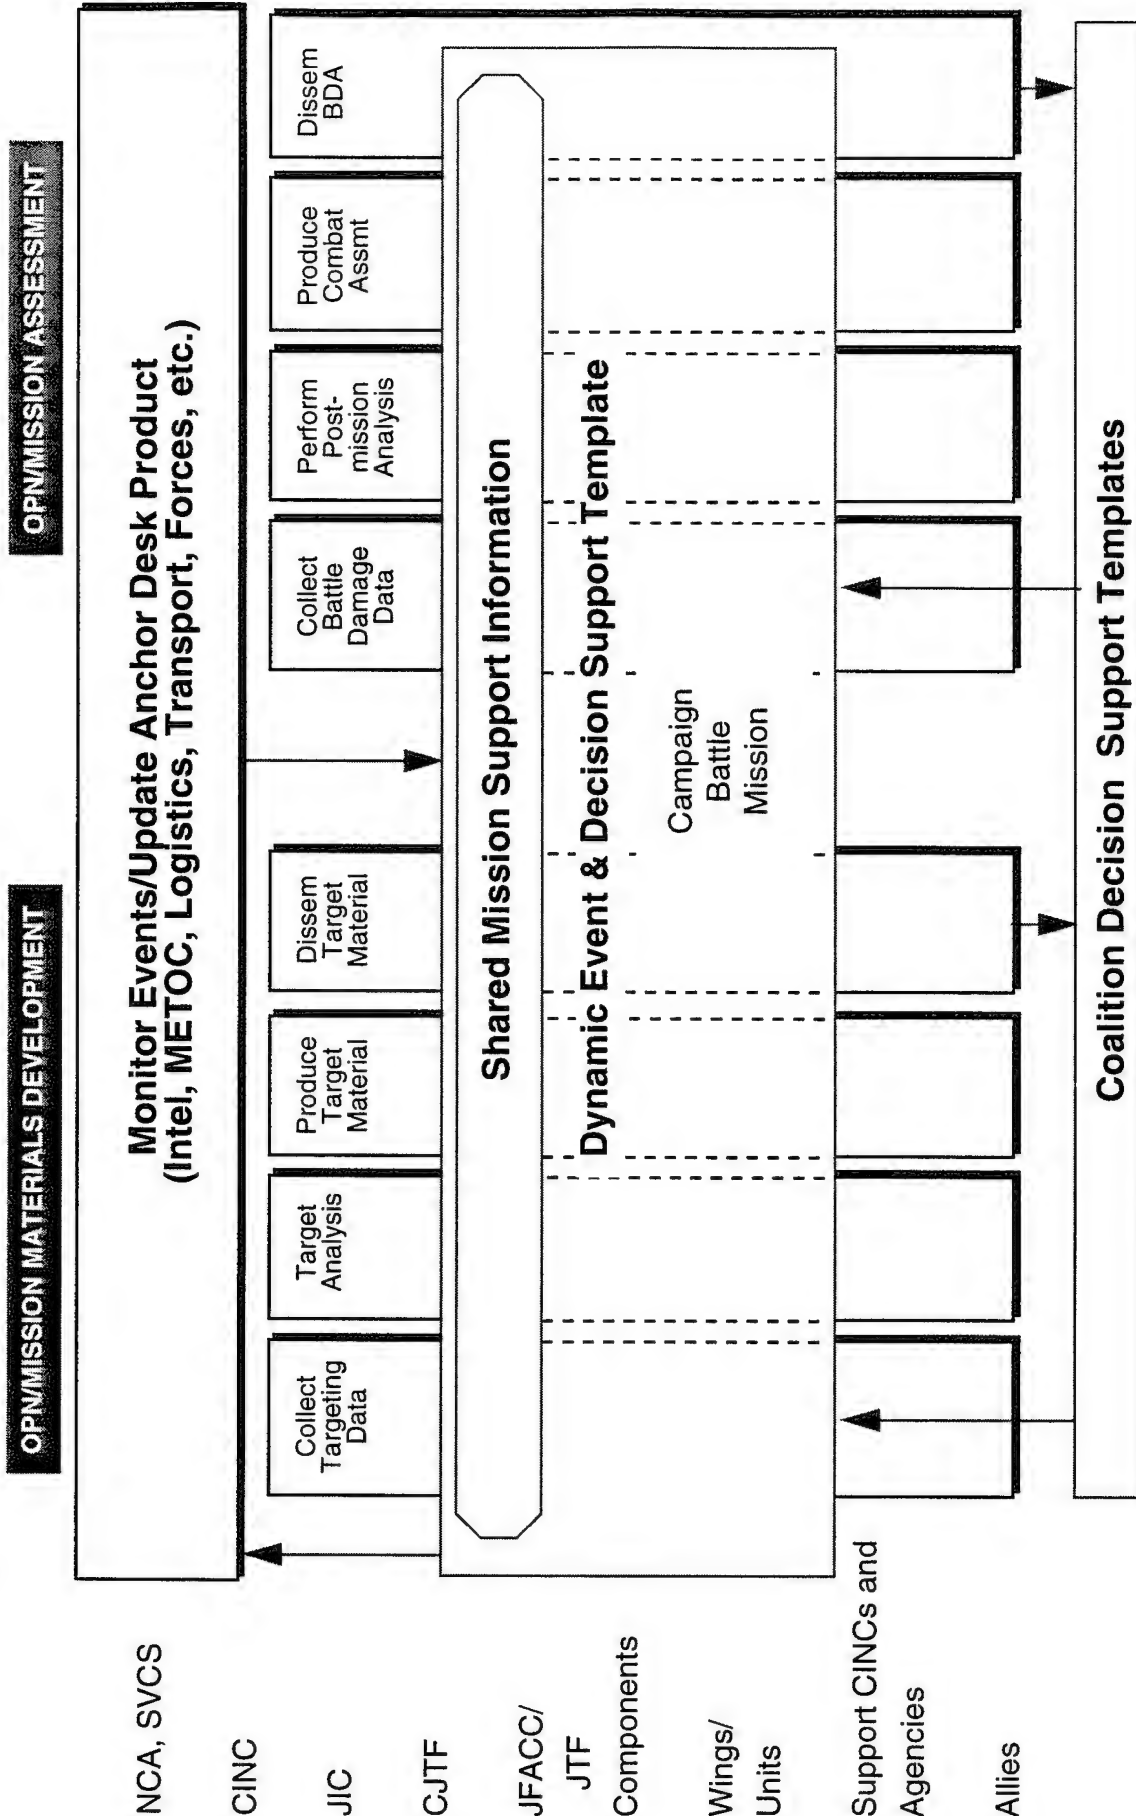 OPN/MISSION MATERIALS DEVELOPMENT
OPN/MISSION ASSESSMENT
NCA, SVCS
Monitor Events/Update Anchor Desk Product
(Intel, METOC, Logistics, Transport, Forces, etc.)
CINC
JIC
Collect
Targeting
Data
Target
Analysis
Produce
Target
Material
Dissem
Target
Material
Collect
Battle
Damage
Data
Perform
Post-
mission
Analysis
Produce
Combat
Assmt
Dissem
BDA
CJTF
Shared Mission Support Information
JFACC/
JTF
Components
Dynamic Event & Decision Support Template
Campaign
Battle
Mission
Wings/
Units
Support CINCs and
Agencies
Allies
Coalition Decision Support Templates